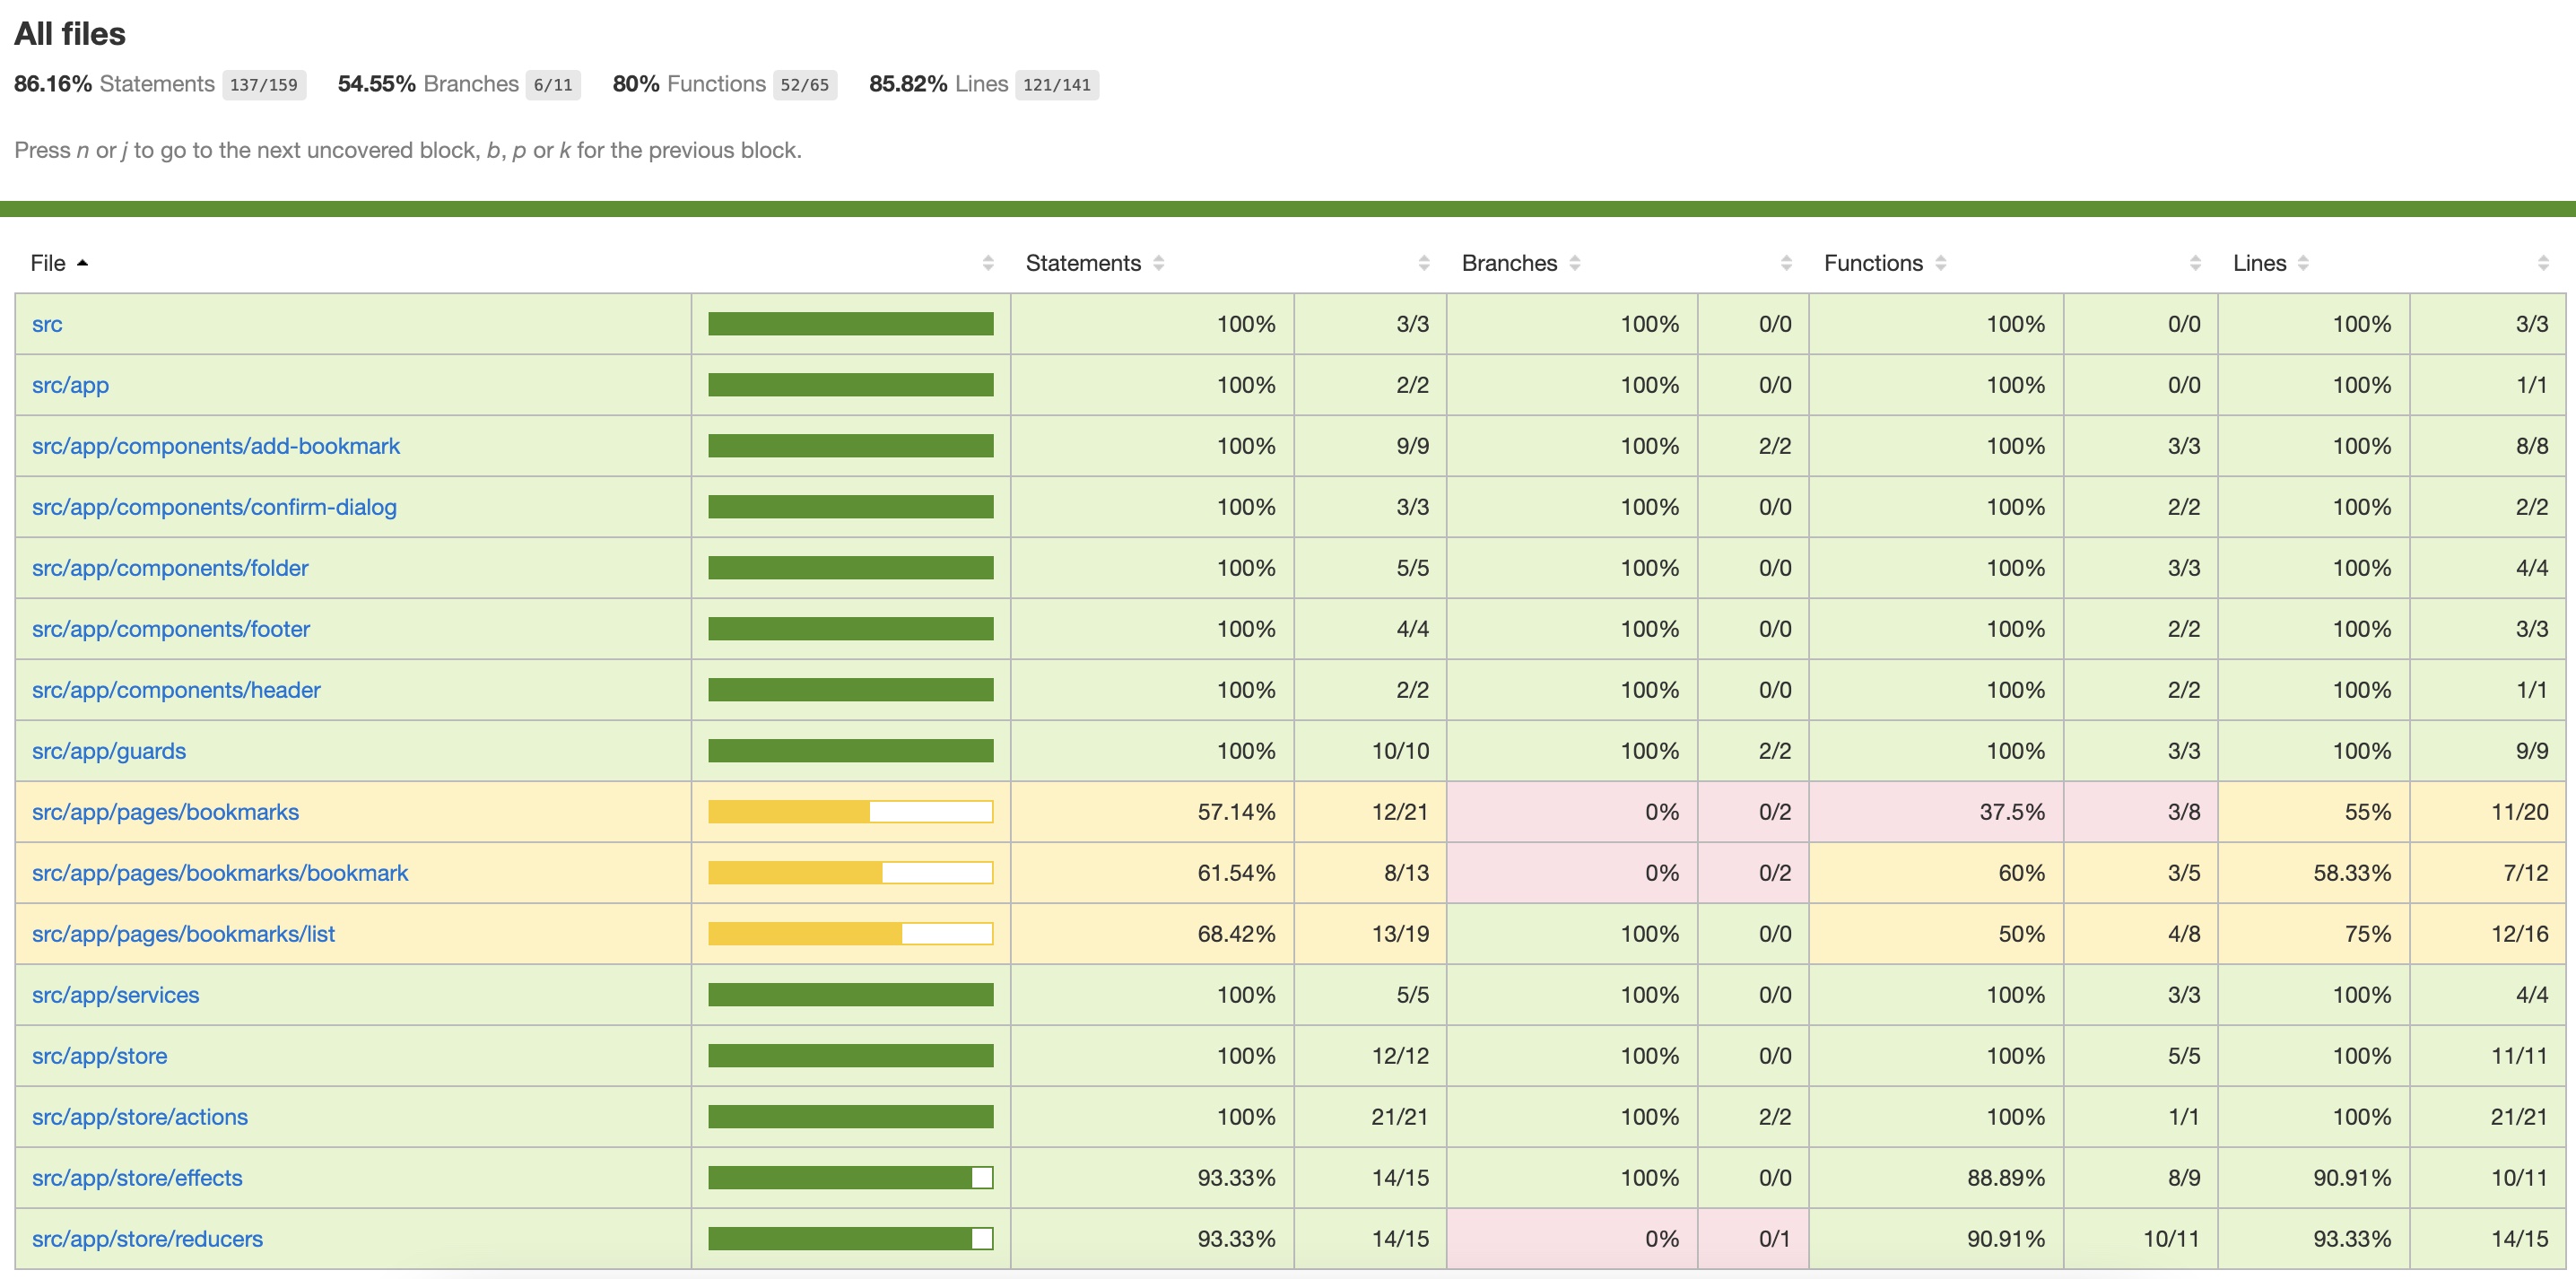 All files
86.16% Statements 137/159 54.55% Branches 6/11 80% Functions 52/65 85.82% Lines 121/141
Press n or j to go to the next uncovered block, b, p or k for the previous block.
File Statements Branches Functions Lines
src 100% 3/3 100% 0/0 100% 0/0 100% 3/3
src/app 100% 2/2 100% 0/0 100% 0/0 100% 1/1
src/app/components/add-bookmark 100% 9/9 100% 2/2 100% 3/3 100% 8/8
src/app/components/confirm-dialog 100% 3/3 100% 0/0 100% 2/2 100% 2/2
src/app/components/folder 100% 5/5 100% 0/0 100% 3/3 100% 4/4
src/app/components/footer 100% 4/4 100% 0/0 100% 2/2 100% 3/3
src/app/components/header 100% 2/2 100% 0/0 100% 2/2 100% 1/1
src/app/guards 100% 10/10 100% 2/2 100% 3/3 100% 9/9
src/app/pages/bookmarks 57.14% 12/21 0% 0/2 37.5% 3/8 55% 11/20
src/app/pages/bookmarks/bookmark 61.54% 8/13 0% 0/2 60% 3/5 58.33% 7/12
src/app/pages/bookmarks/list 68.42% 13/19 100% 0/0 50% 4/8 75% 12/16
src/app/services 100% 5/5 100% 0/0 100% 3/3 100% 4/4
src/app/store 100% 12/12 100% 0/0 100% 5/5 100% 11/11
src/app/store/actions 100% 21/21 100% 2/2 100% 1/1 100% 21/21
src/app/store/effects 93.33% 14/15 100% 0/0 88.89% 8/9 90.91% 10/11
src/app/store/reducers 93.33% 14/15 0% 0/1 90.91% 10/11 93.33% 14/15